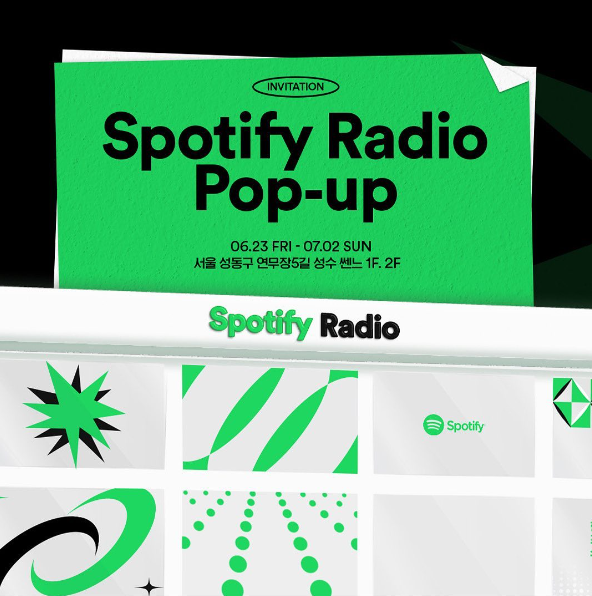 INVITATION
Spotify Radio
Pop-up
06.23 FRI - 07.02 SUN
서울 성동구 연무장5길 성수 쎈느 1F. 2F
Spotify Radio
Spotify